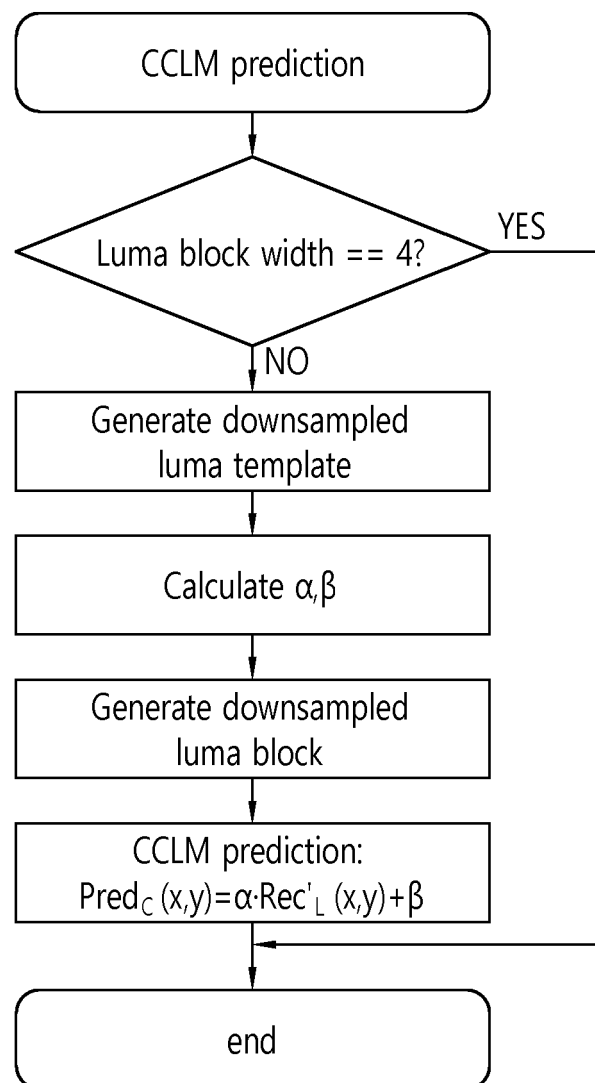 CCLM prediction
Luma block width == 4?
YES
NO
Generate downsampled
luma template
Calculate α,β
Generate downsampled
luma block
CCLM prediction:
Pred_C (x,y)=α·Rec'_L (x,y)+β
end